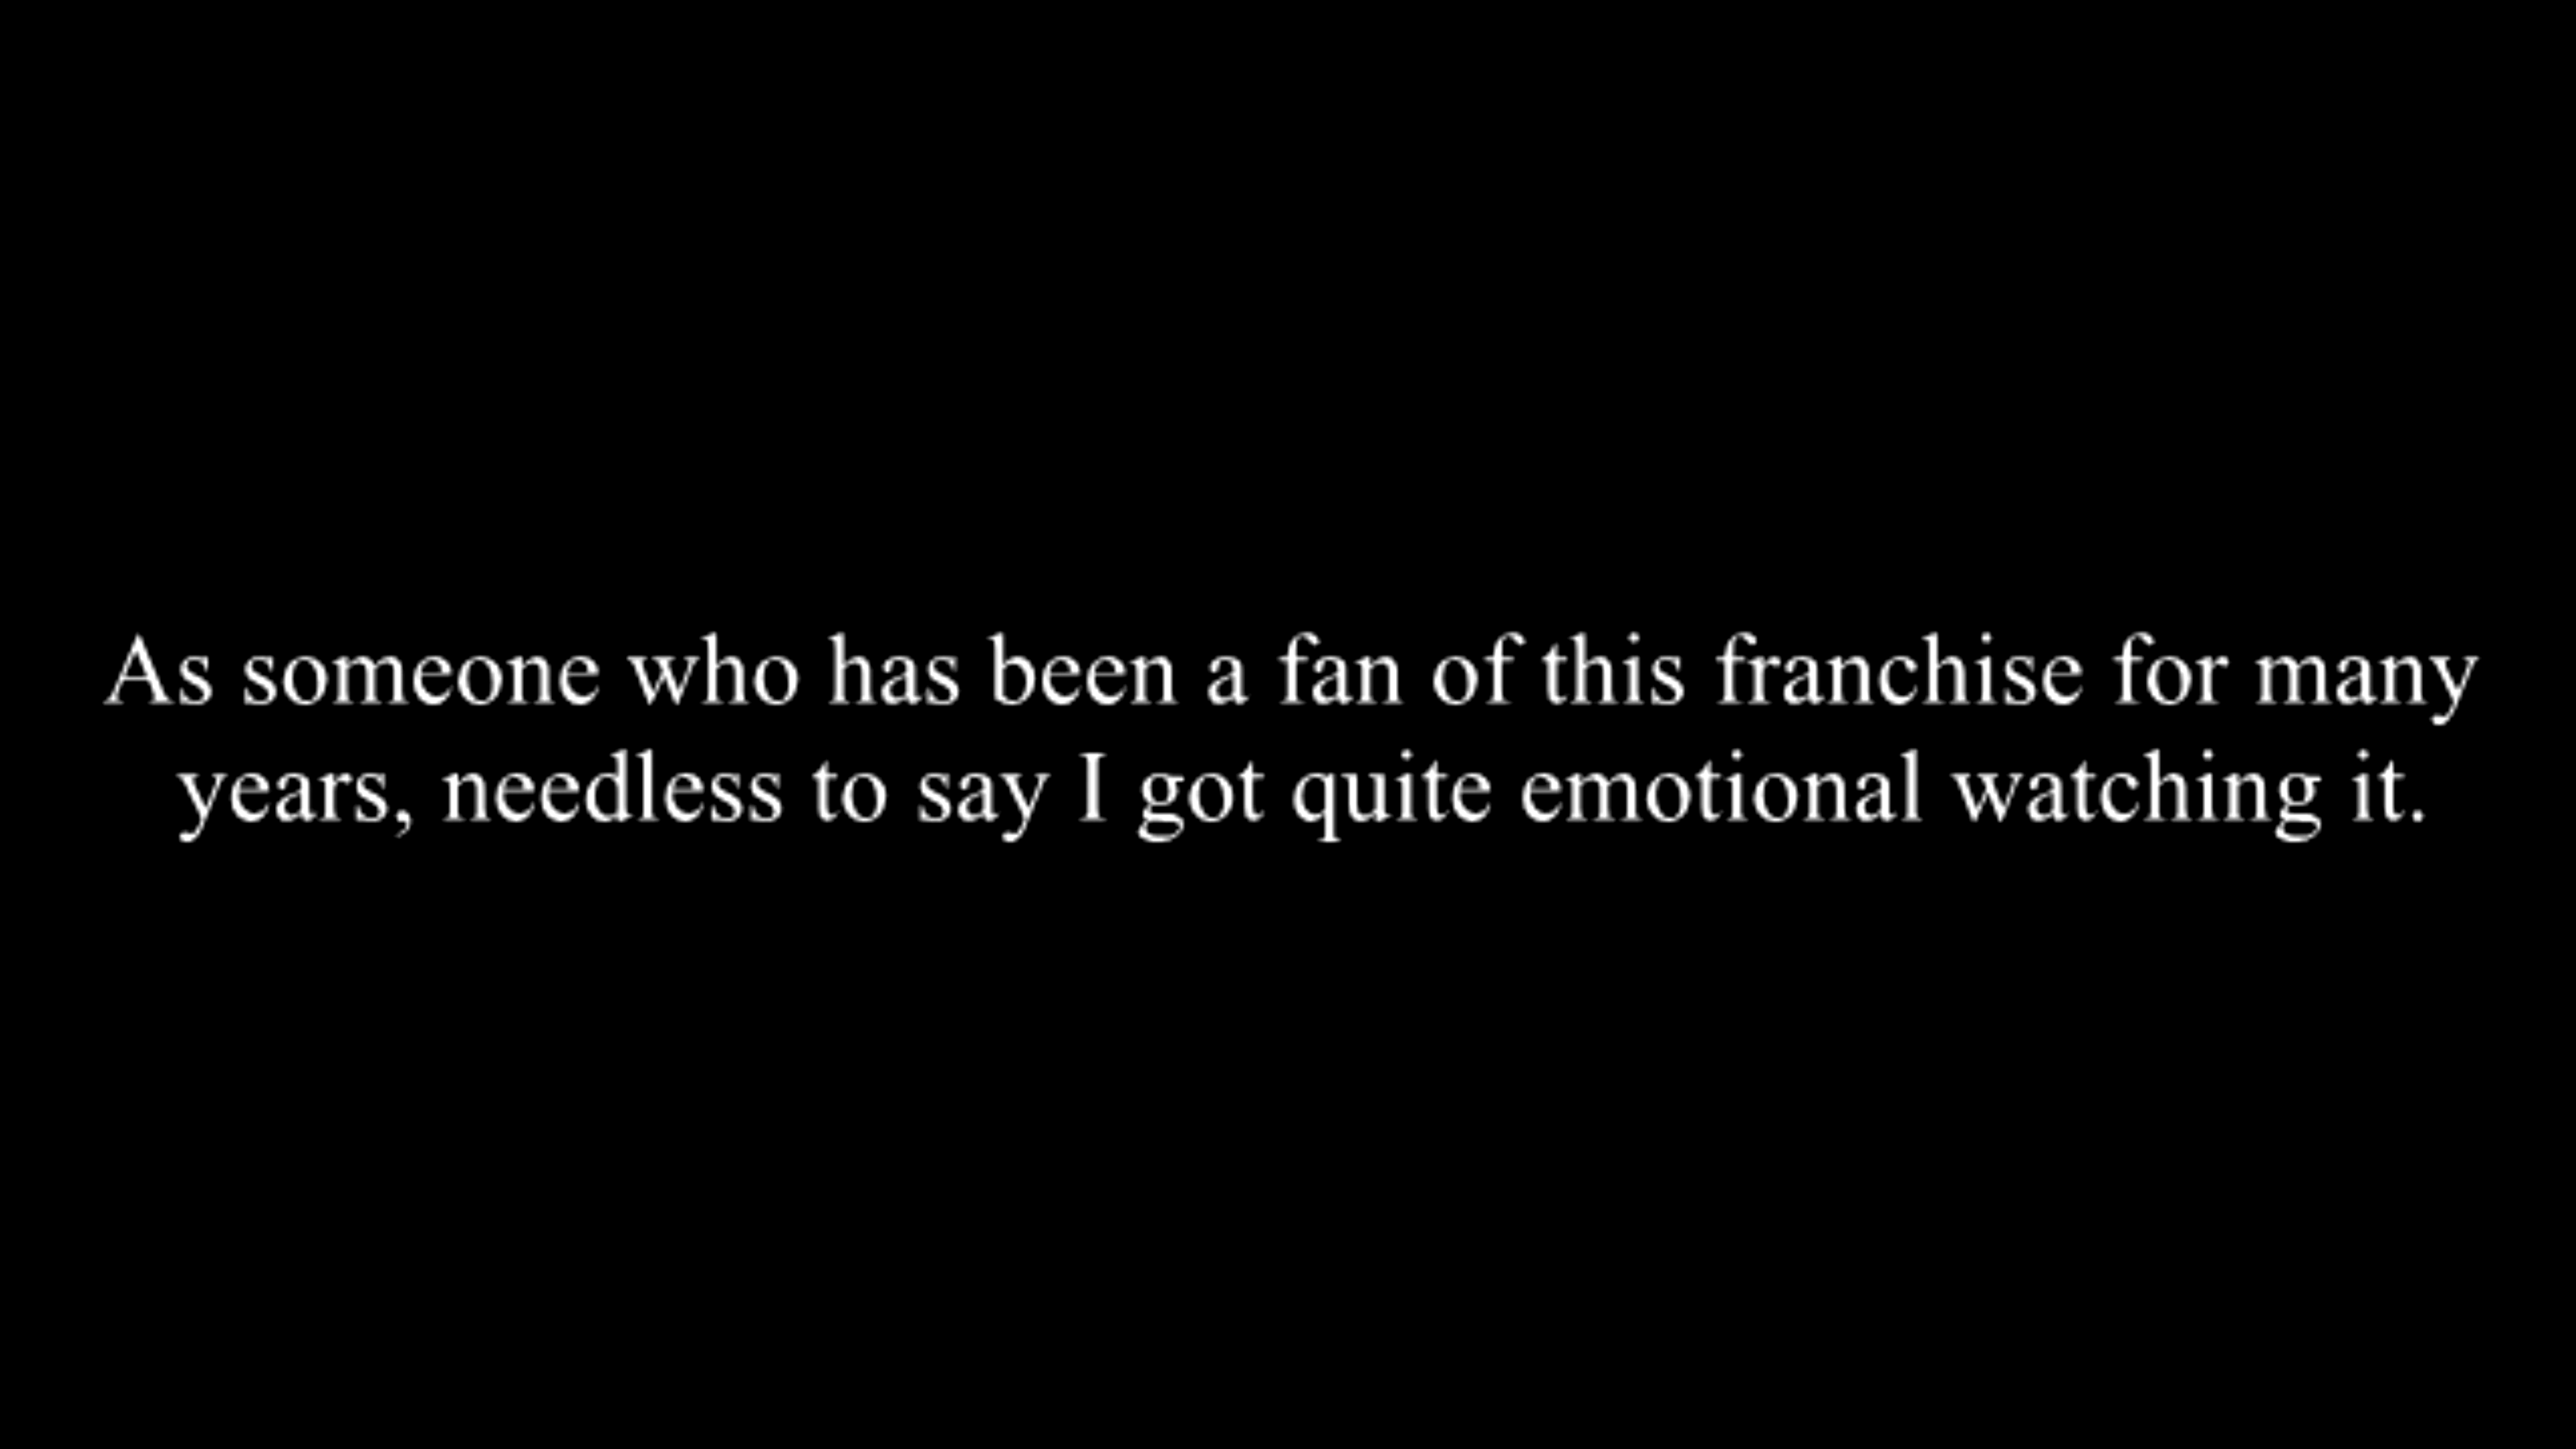 As someone who has been a fan of this franchise for many
years, needless to say I got quite emotional watching it.